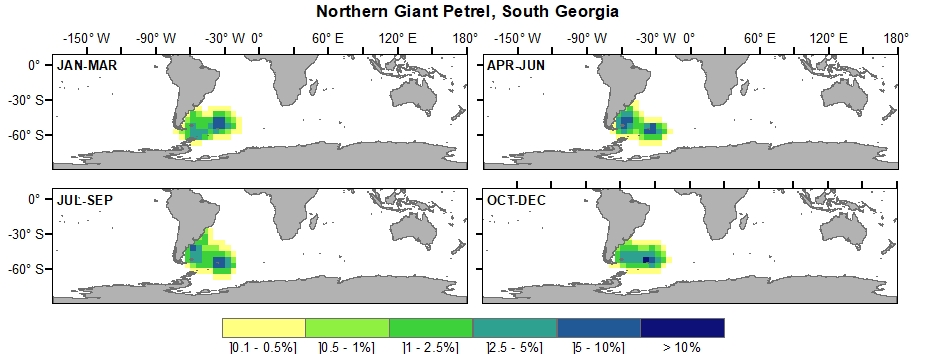 Northern Giant Petrel, South Georgia
-150° W -90° W -30° W 0° 60° E 120° E 180° -150° W -90° W -30° W 0° 60° E 120° E 180°
0° JAN-MAR APR-JUN
-30° S
-60° S
0° JUL-SEP OCT-DEC
-30° S
-60° S
]0.1 - 0.5%] ]0.5 - 1%] ]1 - 2.5%] ]2.5 - 5%] ]5 - 10%] > 10%